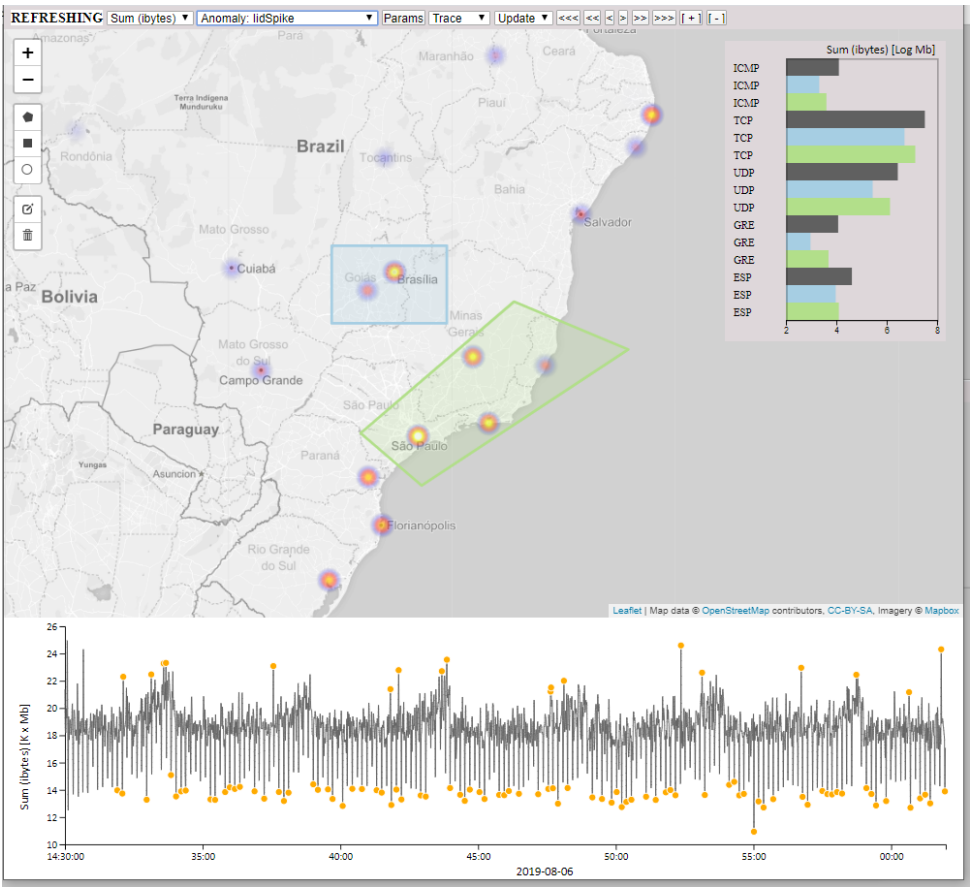 REFRESHING Sum (ibytes) ▼ Anomaly: IidSpike ▼ Params Trace ▼ Update ▼ <<< << < > >> >>> [+] [-]
Amazonas
Pará
Fortaleza
Maranhão
Ceará
+
−
Terra Indígena
Munduruku
Piauí
Brazil
Rondônia
Tocantins
Bahia
Salvador
Mato Grosso
Cuiabá
Goiás
Brasília
a Paz
Bolivia
Minas
Gerais
Mato Grosso
do Sul
Campo Grande
São Paulo
Paraguay
São Paulo
Paraná
Yungas
Asuncion
Florianópolis
Rio Grande
do Sul
Sum (ibytes) [Log Mb]
ICMP
ICMP
ICMP
TCP
TCP
TCP
UDP
UDP
UDP
GRE
GRE
GRE
ESP
ESP
ESP
2 4 6 8
Leaflet | Map data © OpenStreetMap contributors, CC-BY-SA, Imagery © Mapbox
Sum (ibytes) [K x Mb]
26
24
22
20
18
16
14
12
10
14:30:00 35:00 40:00 45:00 50:00 55:00 00:00
2019-08-06